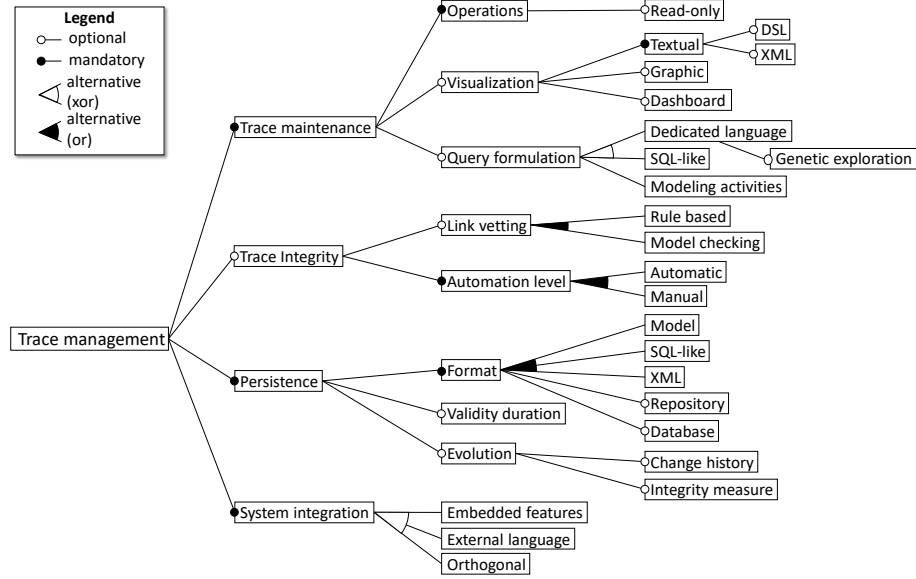 Legend
optional
mandatory
alternative
(xor)
alternative
(or)
Trace management
Trace maintenance
Operations
Read-only
Visualization
Textual
DSL
XML
Graphic
Dashboard
Query formulation
Dedicated language
Genetic exploration
SQL-like
Modeling activities
Trace Integrity
Link vetting
Rule based
Model checking
Automation level
Automatic
Manual
Persistence
Format
Model
SQL-like
XML
Repository
Database
Validity duration
Evolution
Change history
Integrity measure
System integration
Embedded features
External language
Orthogonal